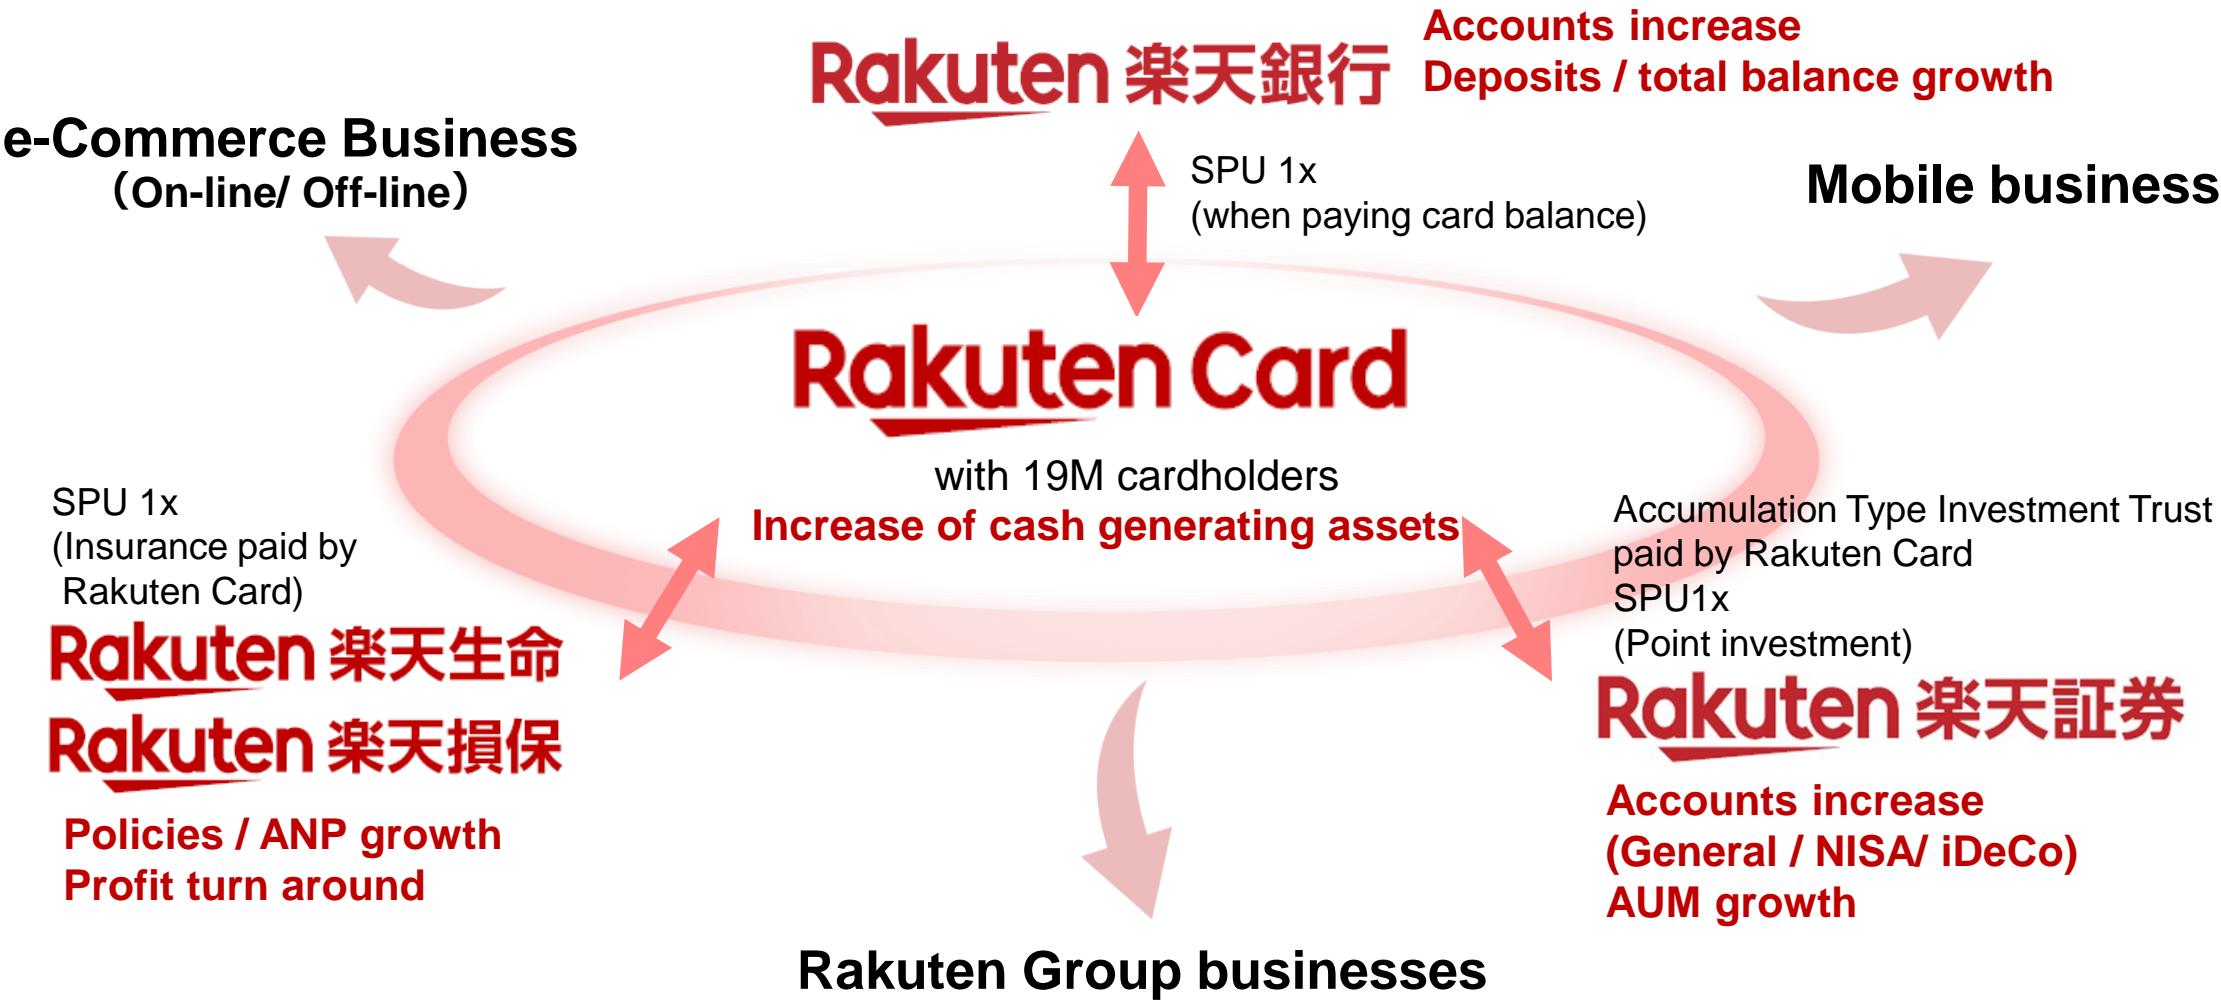 Rakuten 楽天銀行
Accounts increase
Deposits / total balance growth
e-Commerce Business
（On-line/ Off-line）
SPU 1x
(when paying card balance)
Mobile business
Rakuten Card
with 19M cardholders
Increase of cash generating assets
SPU 1x
(Insurance paid by
Rakuten Card)
Rakuten 楽天生命
Rakuten 楽天損保
Policies / ANP growth
Profit turn around
Accumulation Type Investment Trust
paid by Rakuten Card
SPU1x
(Point investment)
Rakuten 楽天証券
Accounts increase
(General / NISA/ iDeCo)
AUM growth
Rakuten Group businesses